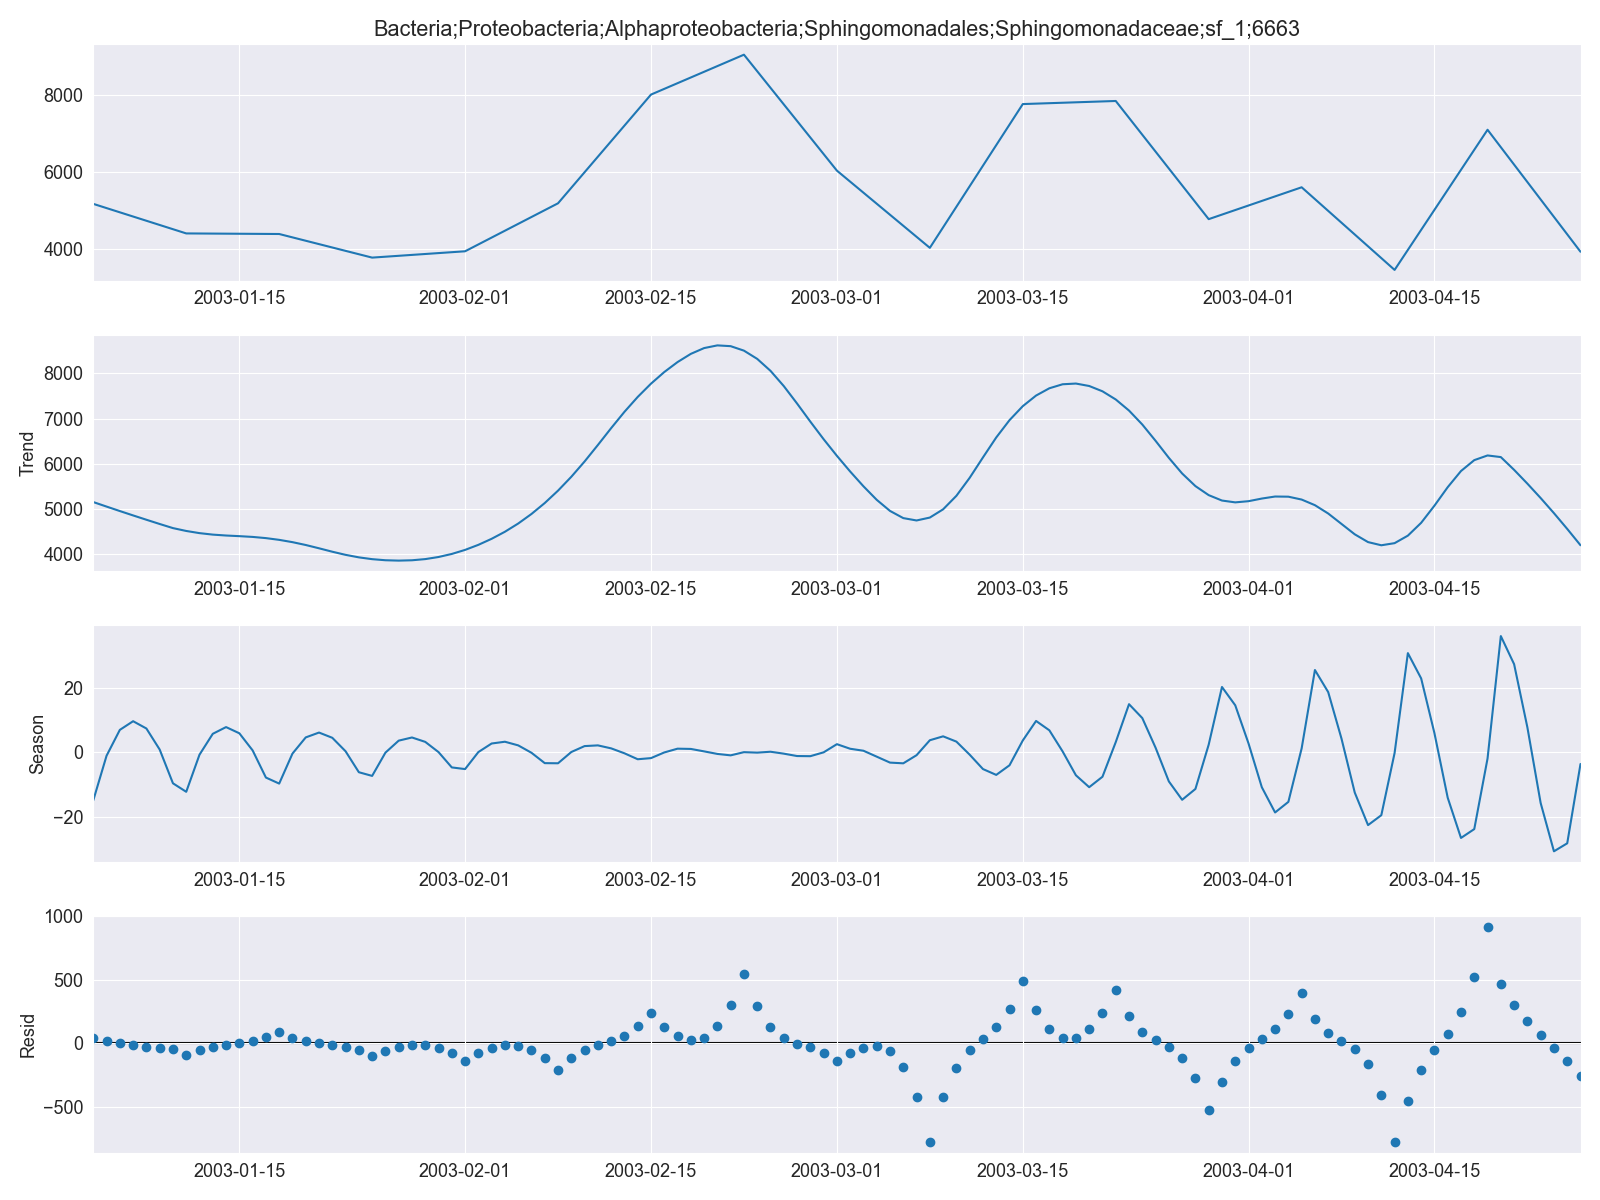 Bacteria;Proteobacteria;Alphaproteobacteria;Sphingomonadales;Sphingomonadaceae;sf_1;6663
8000
6000
4000
2003-01-15 2003-02-01 2003-02-15 2003-03-01 2003-03-15 2003-04-01 2003-04-15
Trend
8000
7000
6000
5000
4000
2003-01-15 2003-02-01 2003-02-15 2003-03-01 2003-03-15 2003-04-01 2003-04-15
Season
20
0
−20
2003-01-15 2003-02-01 2003-02-15 2003-03-01 2003-03-15 2003-04-01 2003-04-15
Resid
1000
500
0
−500
2003-01-15 2003-02-01 2003-02-15 2003-03-01 2003-03-15 2003-04-01 2003-04-15